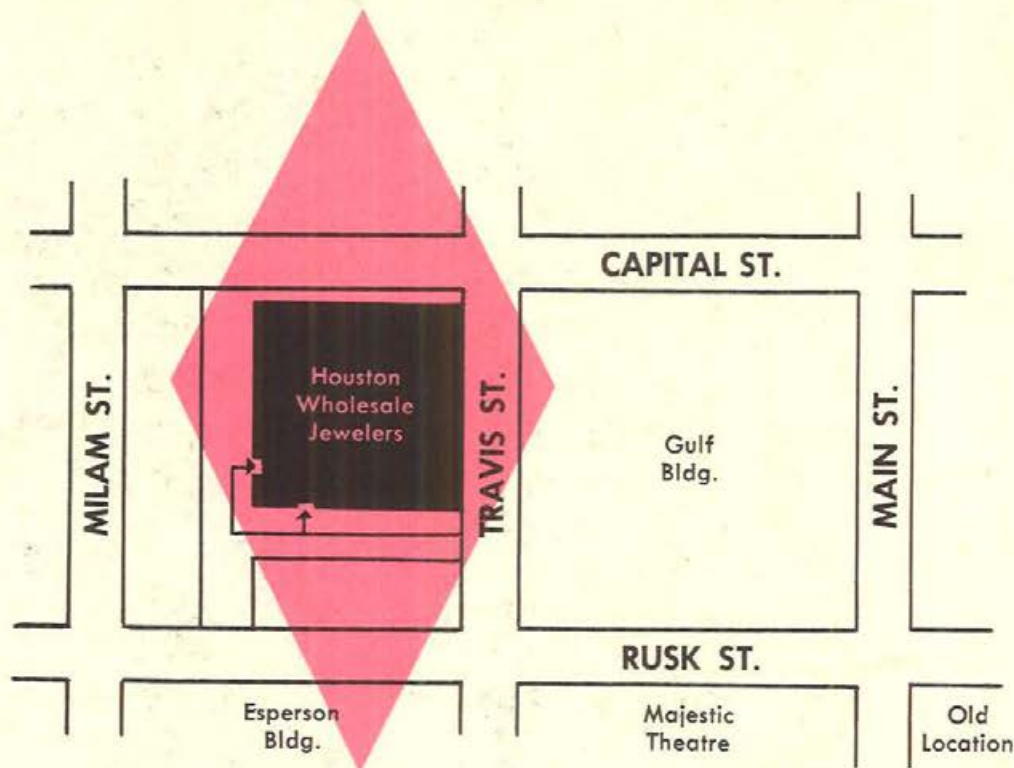 CAPITAL ST.
MILAM ST.
Houston
Wholesale
Jewelers
TRAVIS ST.
Gulf
Bldg.
MAIN ST.
RUSK ST.
Esperson
Bldg.
Majestic
Theatre
Old
Location